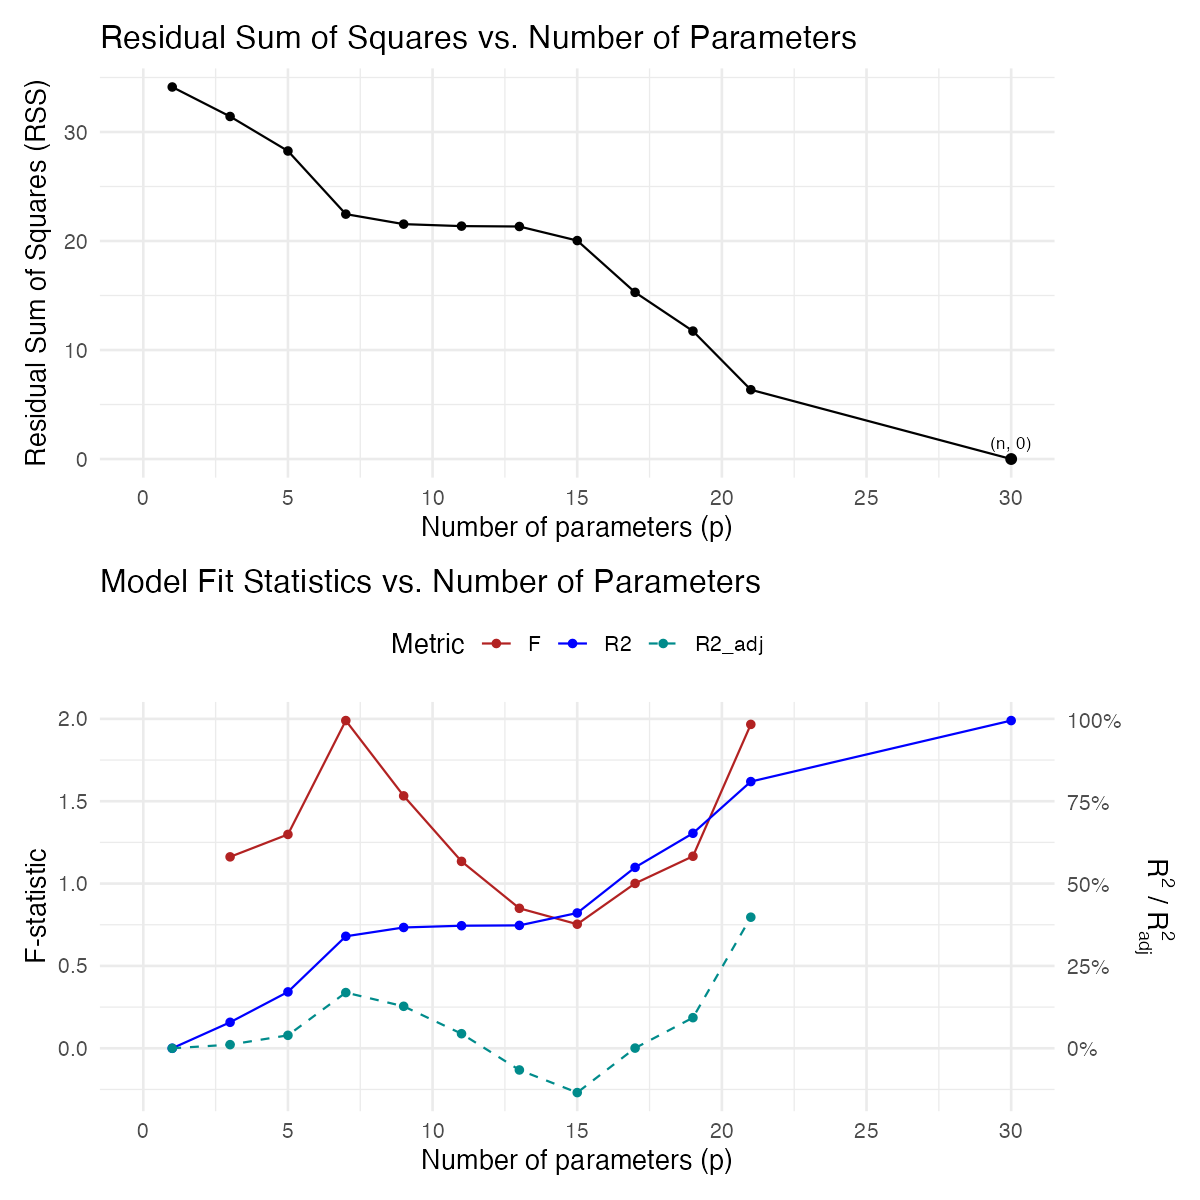 Residual Sum of Squares vs. Number of Parameters
Residual Sum of Squares (RSS)
30
20
10
0
(n, 0)
0 5 10 15 20 25 30
Number of parameters (p)
Model Fit Statistics vs. Number of Parameters
Metric F R2 R2_adj
F-statistic
2.0
1.5
1.0
0.5
0.0
100%
75%
50%
25%
0%
R² / R²adj
0 5 10 15 20 25 30
Number of parameters (p)